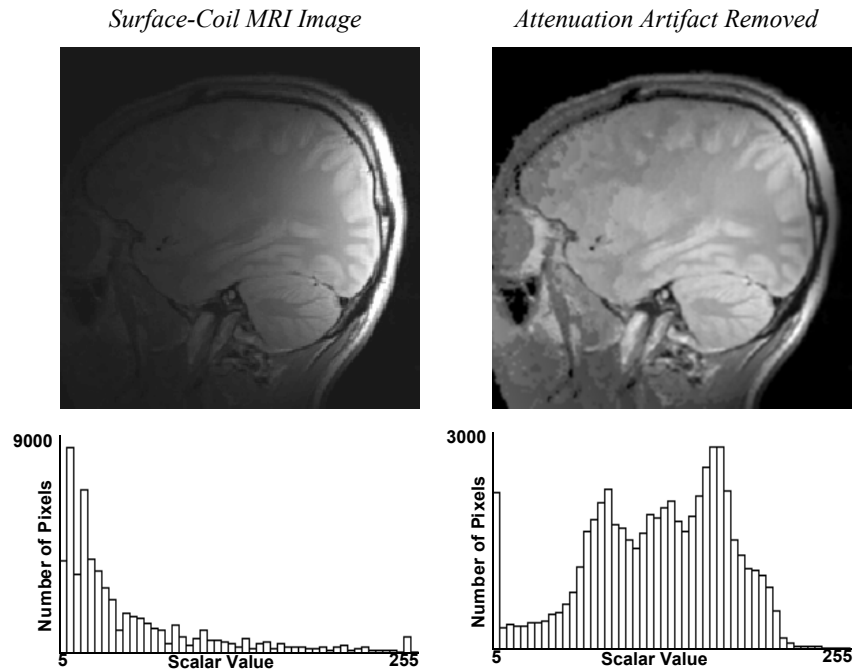 Surface-Coil MRI Image
Attenuation Artifact Removed
9000
Number of Pixels
5
Scalar Value
255
3000
Number of Pixels
5
Scalar Value
255